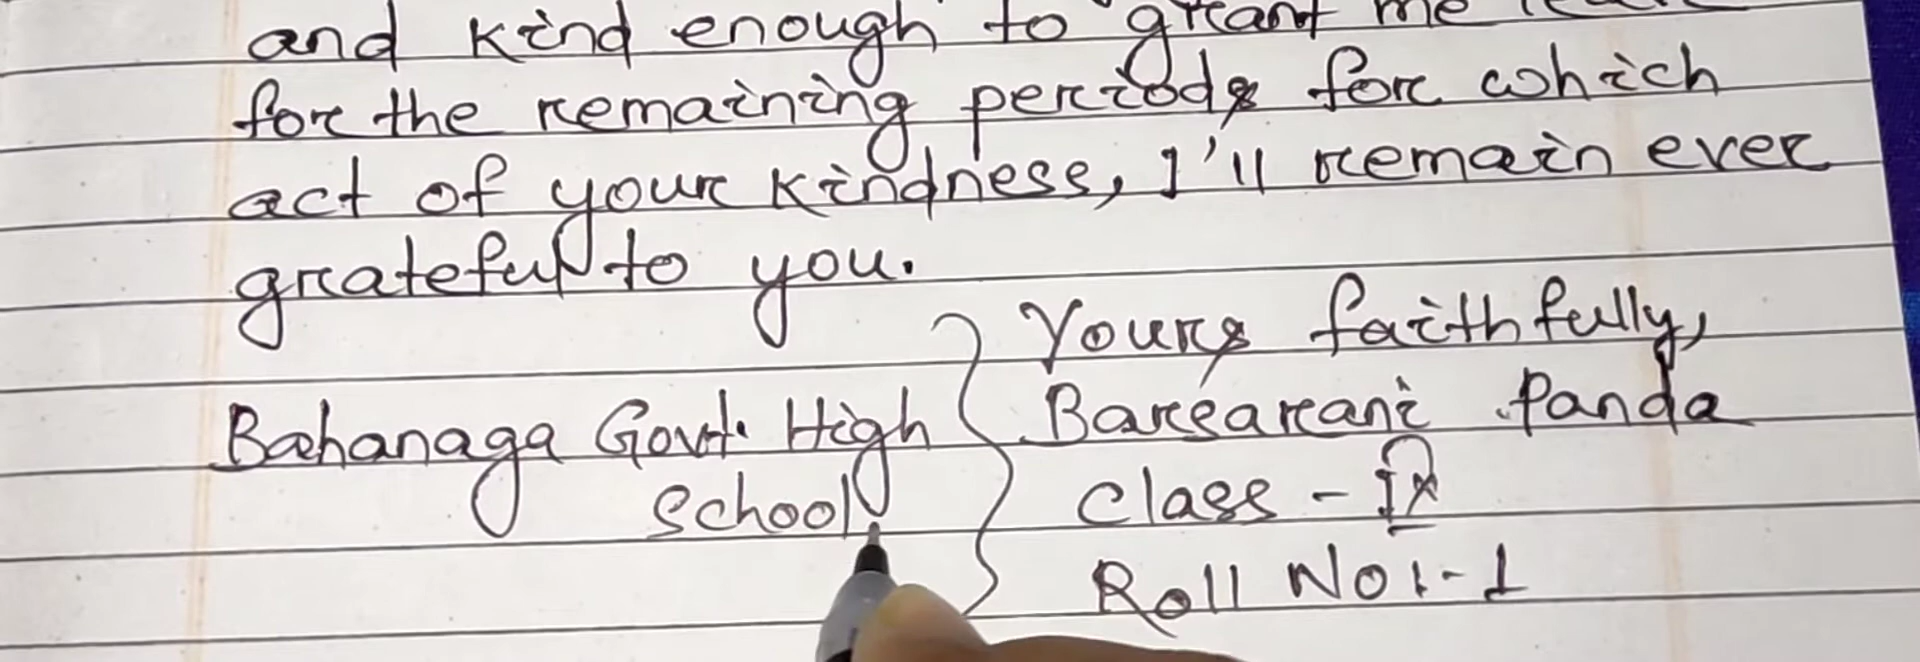 and kind enough to grant me leave
for the remaining periods for which
act of your kindness, I'll remain ever
grateful to you.
Yours faithfully,
Bahanaga Govt. High
School
Barsarani Panda
Class - IX
Roll No:- 1